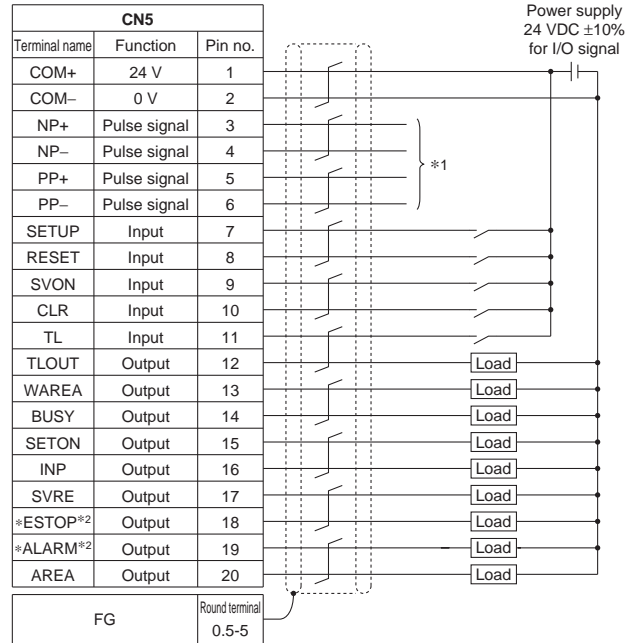 Power supply
24 VDC ±10%
for I/O signal
CN5
Terminal name Function Pin no.
COM+ 24 V 1
COM− 0 V 2
NP+ Pulse signal 3
NP− Pulse signal 4
PP+ Pulse signal 5
PP− Pulse signal 6
*1
SETUP Input 7
RESET Input 8
SVON Input 9
CLR Input 10
TL Input 11
TLOUT Output 12 Load
WAREA Output 13 Load
BUSY Output 14 Load
SETON Output 15 Load
INP Output 16 Load
SVRE Output 17 Load
*ESTOP*2 Output 18 Load
*ALARM*2 Output 19 Load
AREA Output 20 Load
FG Round terminal
0.5-5